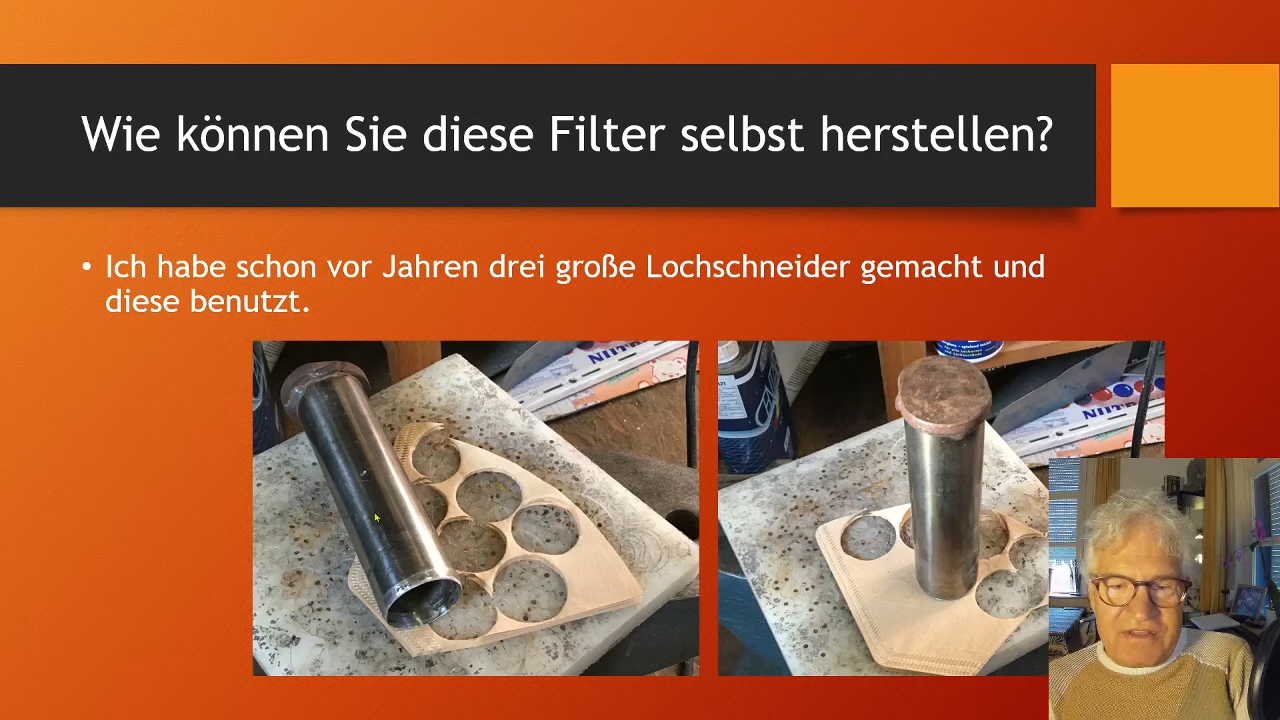 Wie können Sie diese Filter selbst herstellen?
• Ich habe schon vor Jahren drei große Lochschneider gemacht und
diese benutzt.